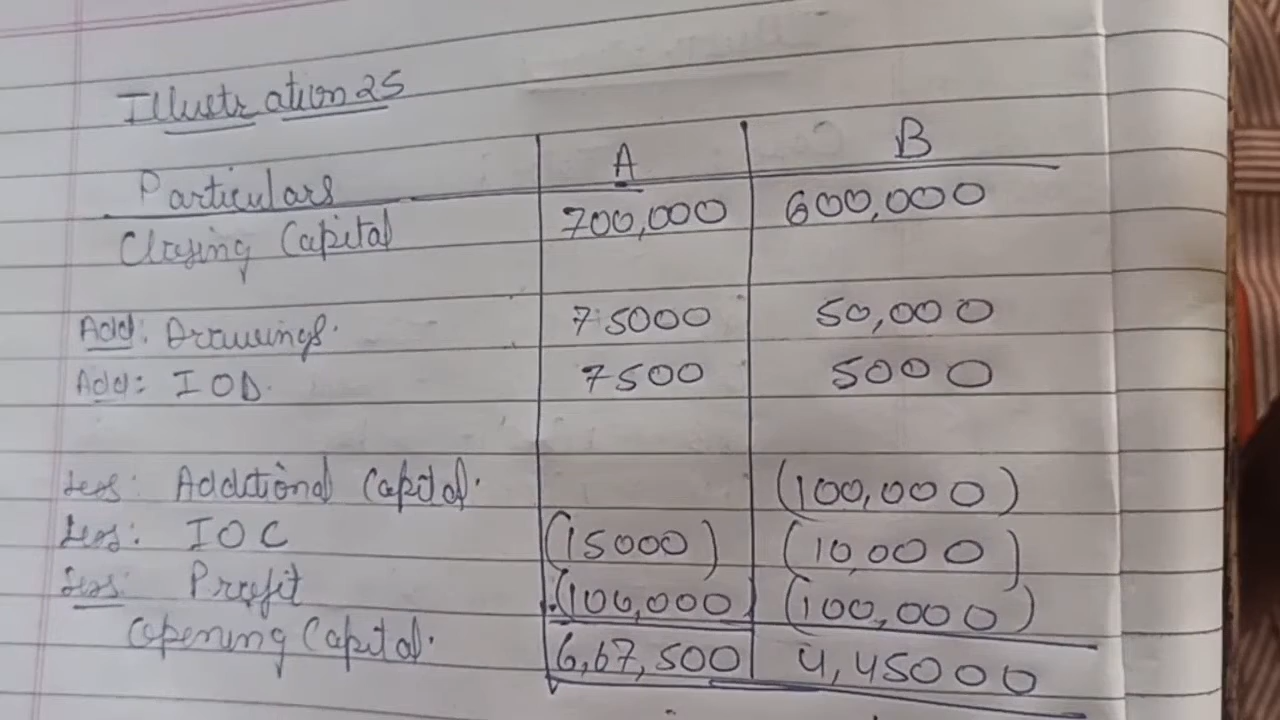 Illustration 25
Particulars A B
Closing Capital 700,000 600,000
Add: Drawings. 75000 50,000
Add: IOD. 7500 5000
Less: Additional Capital. (100,000)
Less: IOC (15000) (10,000)
Less: Profit (100,000) (100,000)
Opening Capital. 6,67,500 4,45000